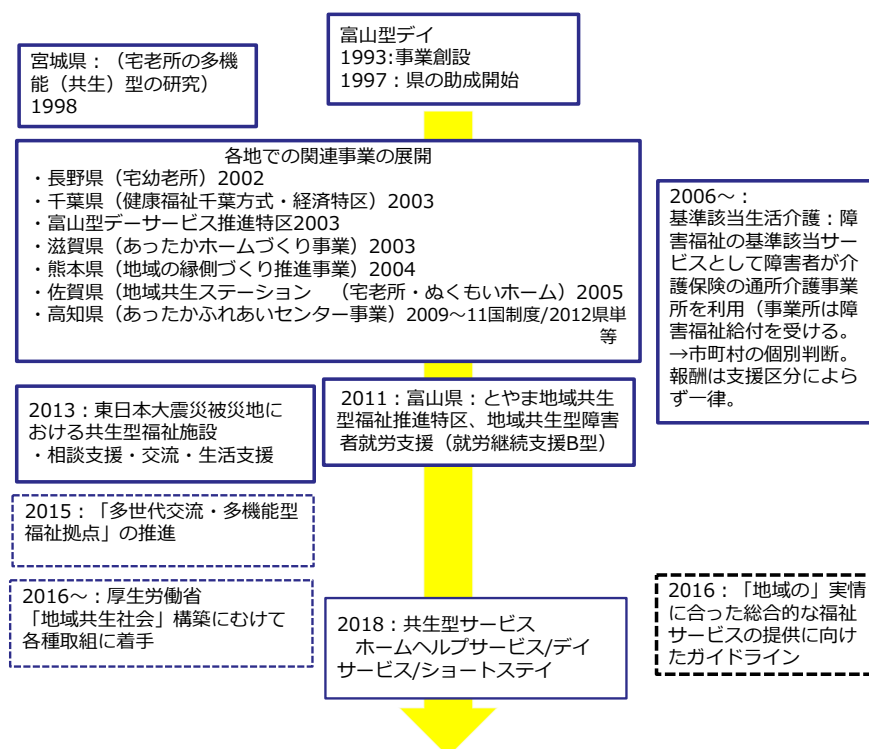 富山型デイ
1993:事業創設
1997：県の助成開始
宮城県：（宅老所の多機
能（共生）型の研究）
1998
各地での関連事業の展開
・長野県（宅幼老所）2002
・千葉県（健康福祉千葉方式・経済特区）2003
・富山型デーサービス推進特区2003
・滋賀県（あったかホームづくり事業）2003
・熊本県（地域の縁側づくり推進事業）2004
・佐賀県（地域共生ステーション　（宅老所・ぬくもいホーム）2005
・高知県（あったかふれあいセンター事業）2009～11国制度/2012県単
等
2006～：
基準該当生活介護：障
害福祉の基準該当サー
ビスとして障害者が介
護保険の通所介護事業
所を利用（事業所は障
害福祉給付を受ける。
→市町村の個別判断。
報酬は支援区分によら
ず一律。
2013：東日本大震災被災地に
おける共生型福祉施設
・相談支援・交流・生活支援
2011：富山県：とやま地域共生
型福祉推進特区、地域共生型障害
者就労支援（就労継続支援B型）
2015：「多世代交流・多機能型
福祉拠点」の推進
2016～：厚生労働省
「地域共生社会」構築にむけて
各種取組に着手
2018：共生型サービス
　ホームヘルプサービス/デイ
サービス/ショートステイ
2016：「地域の」実情
に合った総合的な福祉
サービスの提供に向け
たガイドライン